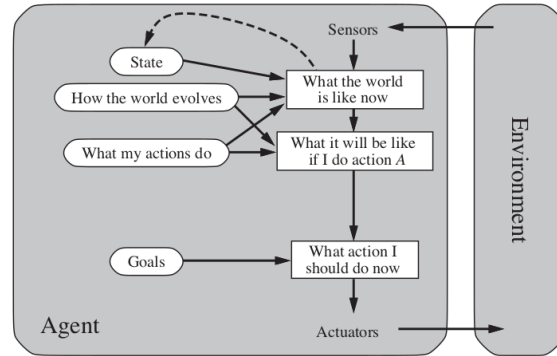 Sensors
State
What the world
is like now
How the world evolves
What it will be like
if I do action A
What my actions do
What action I
should do now
Goals
Agent
Actuators
Environment